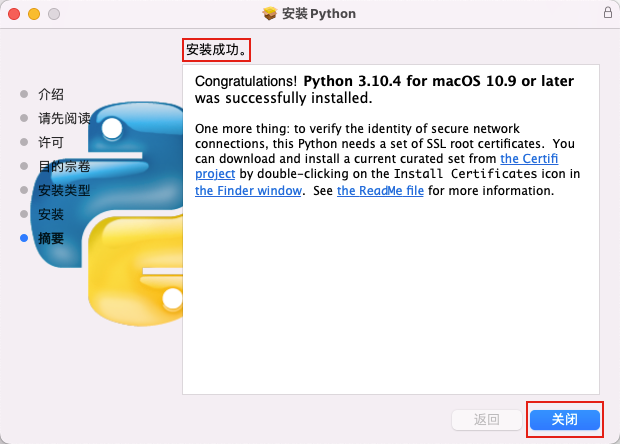 安装 Python
安装成功。
介绍
请先阅读
许可
目的宗卷
安装类型
安装
摘要
Congratulations! Python 3.10.4 for macOS 10.9 or later
was successfully installed.
One more thing: to verify the identity of secure network
connections, this Python needs a set of SSL root certificates.  You
can download and install a current curated set from the Certifi
project by double-clicking on the Install Certificates icon in
the Finder window.  See the ReadMe file for more information.
返回
关闭